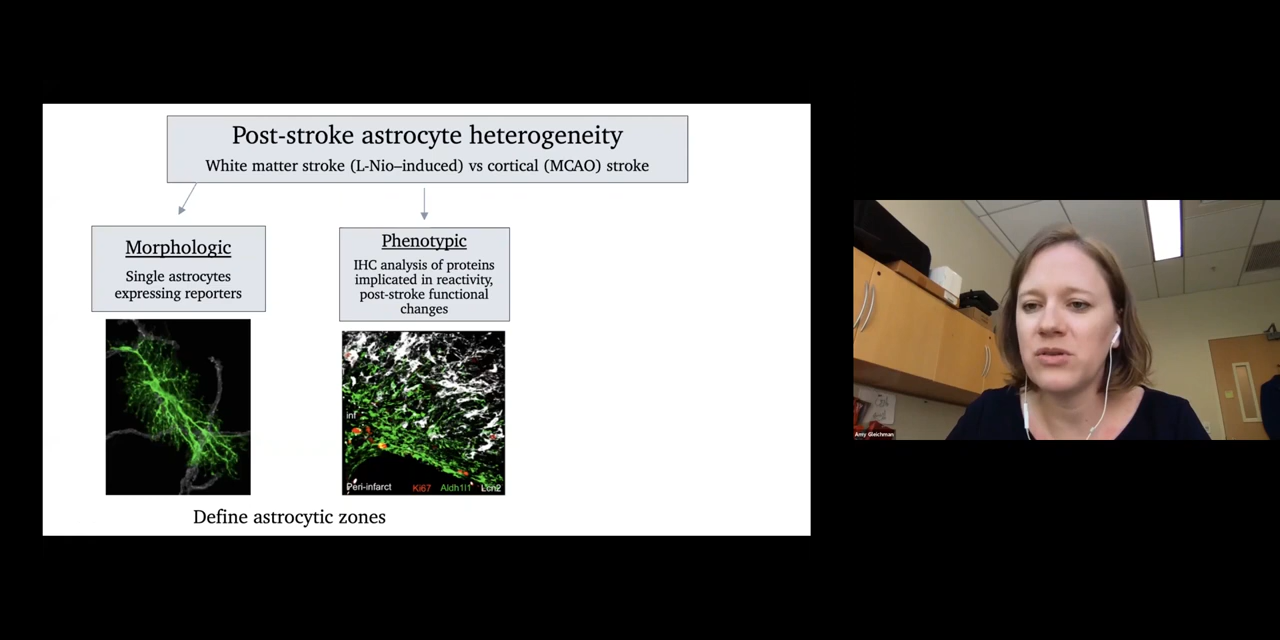 Post-stroke astrocyte heterogeneity
White matter stroke (L-Nio–induced) vs cortical (MCAO) stroke
Morphologic
Single astrocytes
expressing reporters
Phenotypic
IHC analysis of proteins
implicated in reactivity,
post-stroke functional
changes
inf
Peri-infarct Ki67 Aldh1l1 Lcn2
Define astrocytic zones
Amy Gleichman